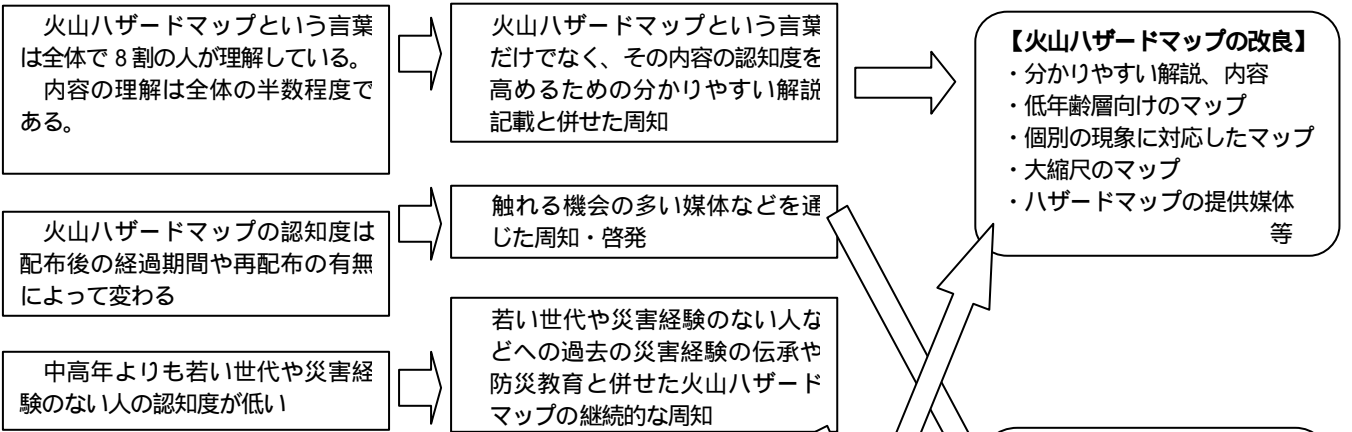 火山ハザードマップという言葉
は全体で8割の人が理解している。
内容の理解は全体の半数程度で
ある。
火山ハザードマップという言葉
だけでなく、その内容の認知度を
高めるための分かりやすい解説
記載と併せた周知
【火山ハザードマップの改良】
・分かりやすい解説、内容
・低年齢層向けのマップ
・個別の現象に対応したマップ
・大縮尺のマップ
・ハザードマップの提供媒体
等
火山ハザードマップの認知度は
配布後の経過期間や再配布の有無
によって変わる
触れる機会の多い媒体などを通
じた周知・啓発
中高年よりも若い世代や災害経
験のない人の認知度が低い
若い世代や災害経験のない人な
どへの過去の災害経験の伝承や
防災教育と併せた火山ハザード
マップの継続的な周知